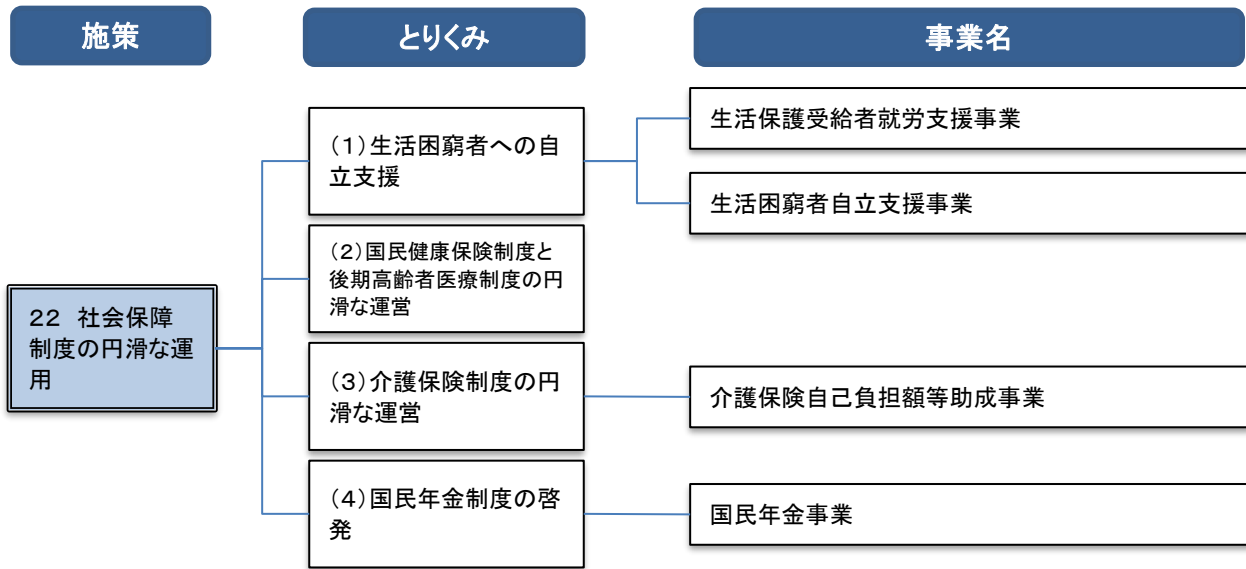 施策
とりくみ
事業名
22 社会保障
制度の円滑な運
用
(1)生活困窮者への自
立支援
生活保護受給者就労支援事業
生活困窮者自立支援事業
(2)国民健康保険制度と
後期高齢者医療制度の円
滑な運営
(3)介護保険制度の円
滑な運営
介護保険自己負担額等助成事業
(4)国民年金制度の啓
発
国民年金事業